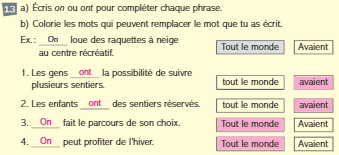 13 a) Écris on ou ont pour compléter chaque phrase.
b) Colorie les mots qui peuvent remplacer le mot que tu as écrit.
Ex.: On loue des raquettes à neige au centre récréatif. Tout le monde Avaient
1. Les gens ont la possibilité de suivre plusieurs sentiers. tout le monde avaient
2. Les enfants ont des sentiers réservés. tout le monde avaient
3. On fait le parcours de son choix. Tout le monde Avaient
4. On peut profiter de l'hiver. Tout le monde Avaient